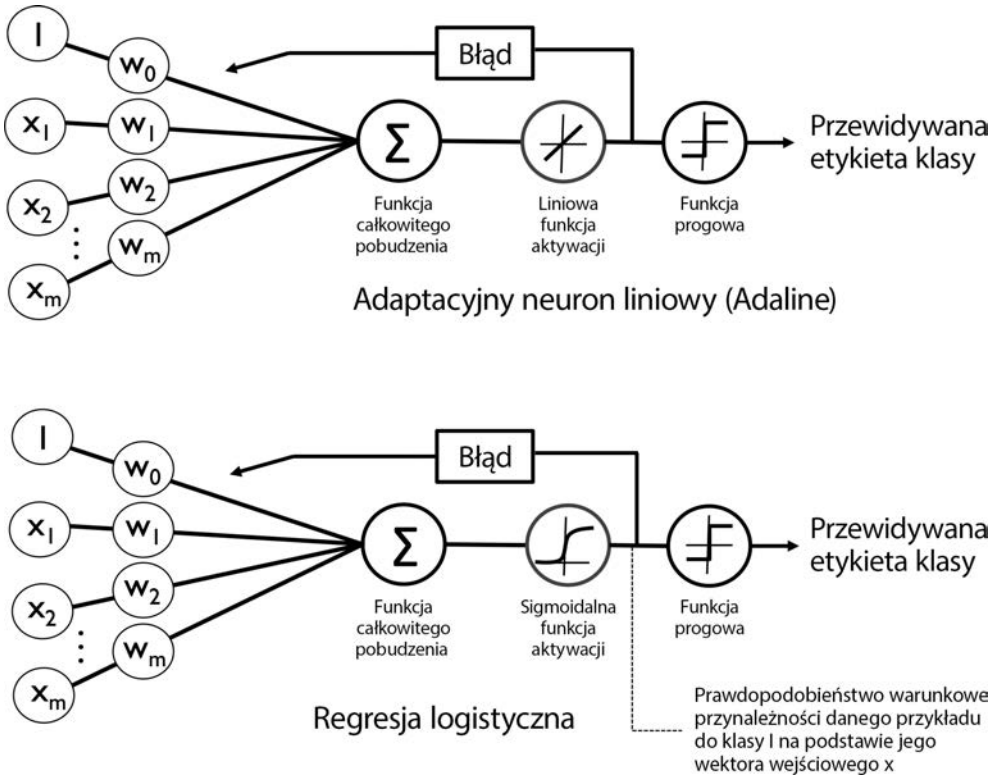 1
w0
x1
w1
x2
w2
⋮
wm
xm
Błąd
Σ
Funkcja
całkowitego
pobudzenia
Liniowa
funkcja
aktywacji
Funkcja
progowa
Przewidywana
etykieta klasy
Adaptacyjny neuron liniowy (Adaline)
1
w0
x1
w1
x2
w2
⋮
wm
xm
Błąd
Σ
Funkcja
całkowitego
pobudzenia
Sigmoidalna
funkcja
aktywacji
Funkcja
progowa
Przewidywana
etykieta klasy
Regresja logistyczna
Prawdopodobieństwo warunkowe
przynależności danego przykładu
do klasy 1 na podstawie jego
wektora wejściowego x